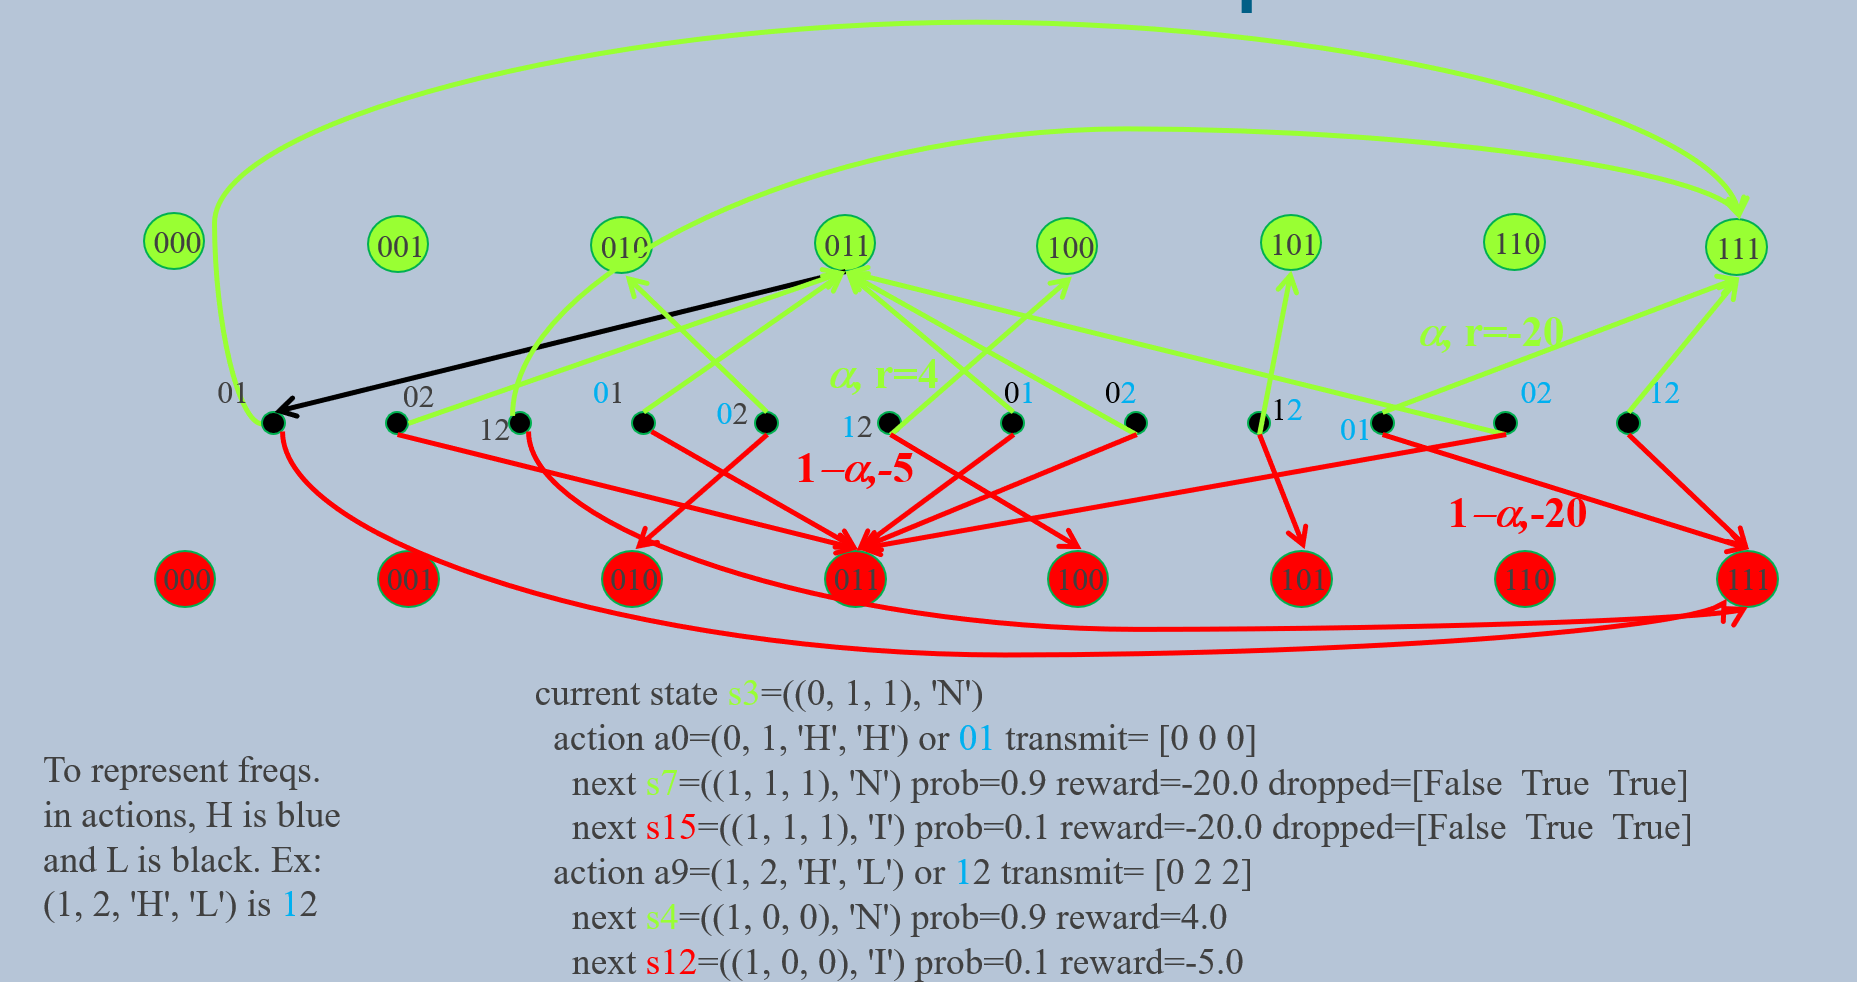 000 001 010 011 100 101 110 111
α, r=-20
α, r=4
01 02 12 01 02 12 01 02 12 01 02 12
1−α,-5
1−α,-20
000 001 010 011 100 101 110 111
current state s3=((0, 1, 1), 'N')
action a0=(0, 1, 'H', 'H') or 01 transmit= [0 0 0]
next s7=((1, 1, 1), 'N') prob=0.9 reward=-20.0 dropped=[False True True]
next s15=((1, 1, 1), 'I') prob=0.1 reward=-20.0 dropped=[False True True]
action a9=(1, 2, 'H', 'L') or 12 transmit= [0 2 2]
next s4=((1, 0, 0), 'N') prob=0.9 reward=4.0
next s12=((1, 0, 0), 'I') prob=0.1 reward=-5.0
To represent freqs.
in actions, H is blue
and L is black. Ex:
(1, 2, 'H', 'L') is 12